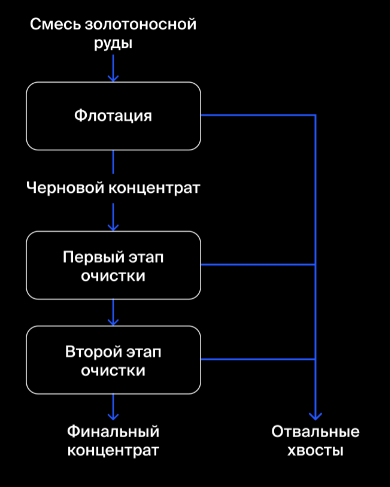 Смесь золотоносной
руды
Флотация
Черновой концентрат
Первый этап
очистки
Второй этап
очистки
Финальный
концентрат
Отвальные
хвосты